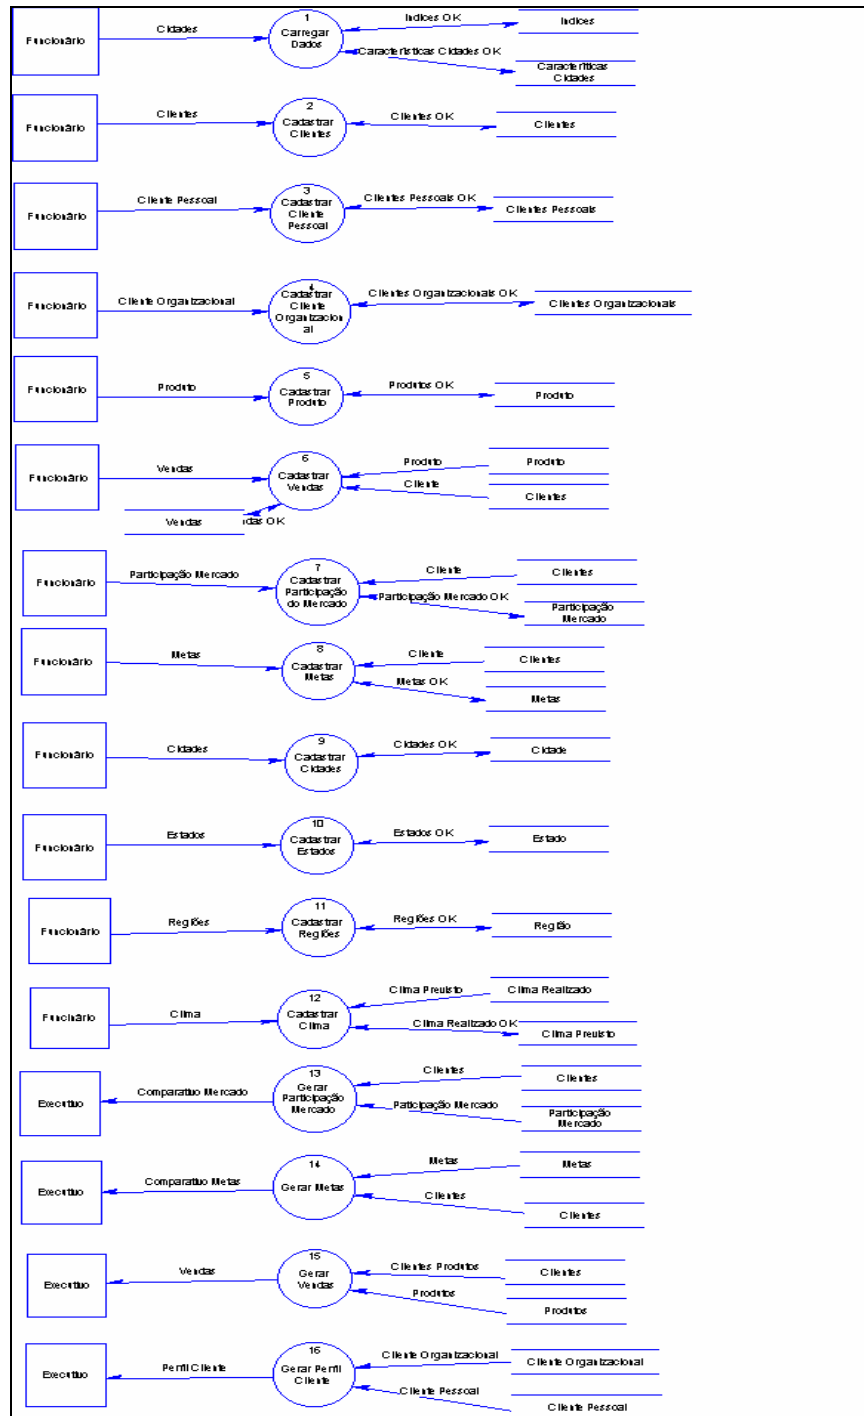 Funcionário
Cidades
1
Carregar
Dados
Indices OK
Indices
Características Cidades OK
Caracteríticas
Cidades
Funcionário
Clientes
2
Cadastrar
Clientes
Clientes OK
Clientes
Funcionário
Cliente Pessoal
3
Cadastrar
Cliente
Pessoal
Clientes Pessoais OK
Clientes Pessoais
Funcionário
Cliente Organizacional
4
Cadastrar
Cliente
Organizacion
al
Clientes Organizacionais OK
Clientes Organizacionais
Funcionário
Produto
5
Cadastrar
Produto
Produtos OK
Produto
Funcionário
Vendas
6
Cadastrar
Vendas
Produto
Produto
Cliente
Clientes
Vendas
das OK
Funcionário
Participação Mercado
7
Cadastrar
Participação
do Mercado
Cliente
Clientes
Participação Mercado OK
Participação
Mercado
Funcionário
Metas
8
Cadastrar
Metas
Cliente
Clientes
Metas OK
Metas
Funcionário
Cidades
9
Cadastrar
Cidades
Cidades OK
Cidade
Funcionário
Estados
10
Cadastrar
Estados
Estados OK
Estado
Funcionário
Regiões
11
Cadastrar
Regiões
Regiões OK
Região
Funcinário
Clima
12
Cadastrar
Clima
Clima Previsto
Clima Realizado
Clima Realizado OK
Clima Previsto
Executivo
Comparativo Mercado
13
Gerar
Participação
Mercado
Clientes
Clientes
Paticipação Mercado
Participação
Mercado
Executivo
Comparativo Metas
14
Gerar Metas
Metas
Metas
Clientes
Clientes
Executivo
Vendas
15
Gerar
Vendas
Clientes Produtos
Clientes
Produtos
Produtos
Executivo
Perfil Cliente
16
Gerar Perfil
Cliente
Cliente Organizacional
Cliente Organizacional
Cliente Pessoal
Cliente Pessoal